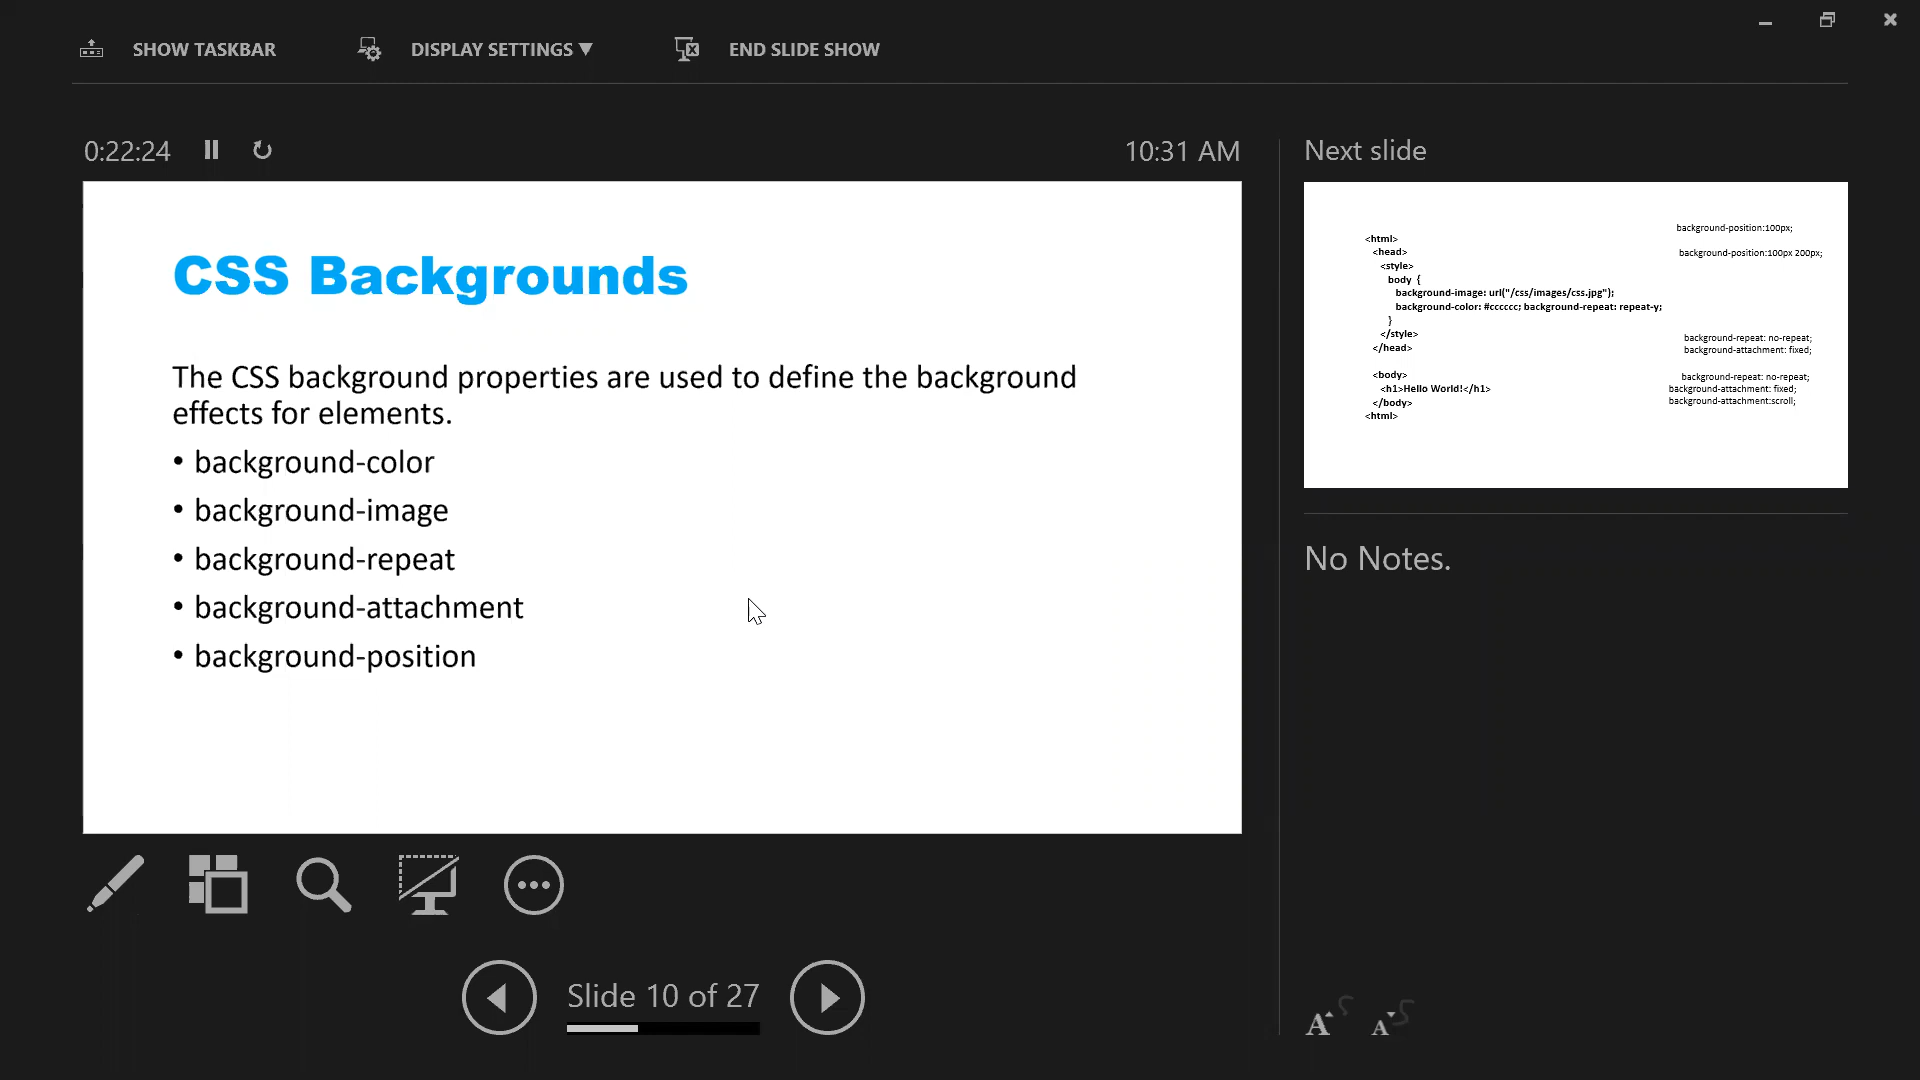 SHOW TASKBAR
DISPLAY SETTINGS ▼
END SLIDE SHOW
0:22:24
10:31 AM
CSS Backgrounds
The CSS background properties are used to define the background
effects for elements.
• background-color
• background-image
• background-repeat
• background-attachment
• background-position
Slide 10 of 27
Next slide
<html>
<head>
<style>
body {
background-image: url("/css/images/css.jpg");
background-color: #cccccc; background-repeat: repeat-y;
}
</style>
</head>
<body>
<h1>Hello World!</h1>
</body>
<html>
background-position:100px;
background-position:100px 200px;
background-repeat: no-repeat;
background-attachment: fixed;
background-repeat: no-repeat;
background-attachment: fixed;
background-attachment:scroll;
No Notes.
A
A